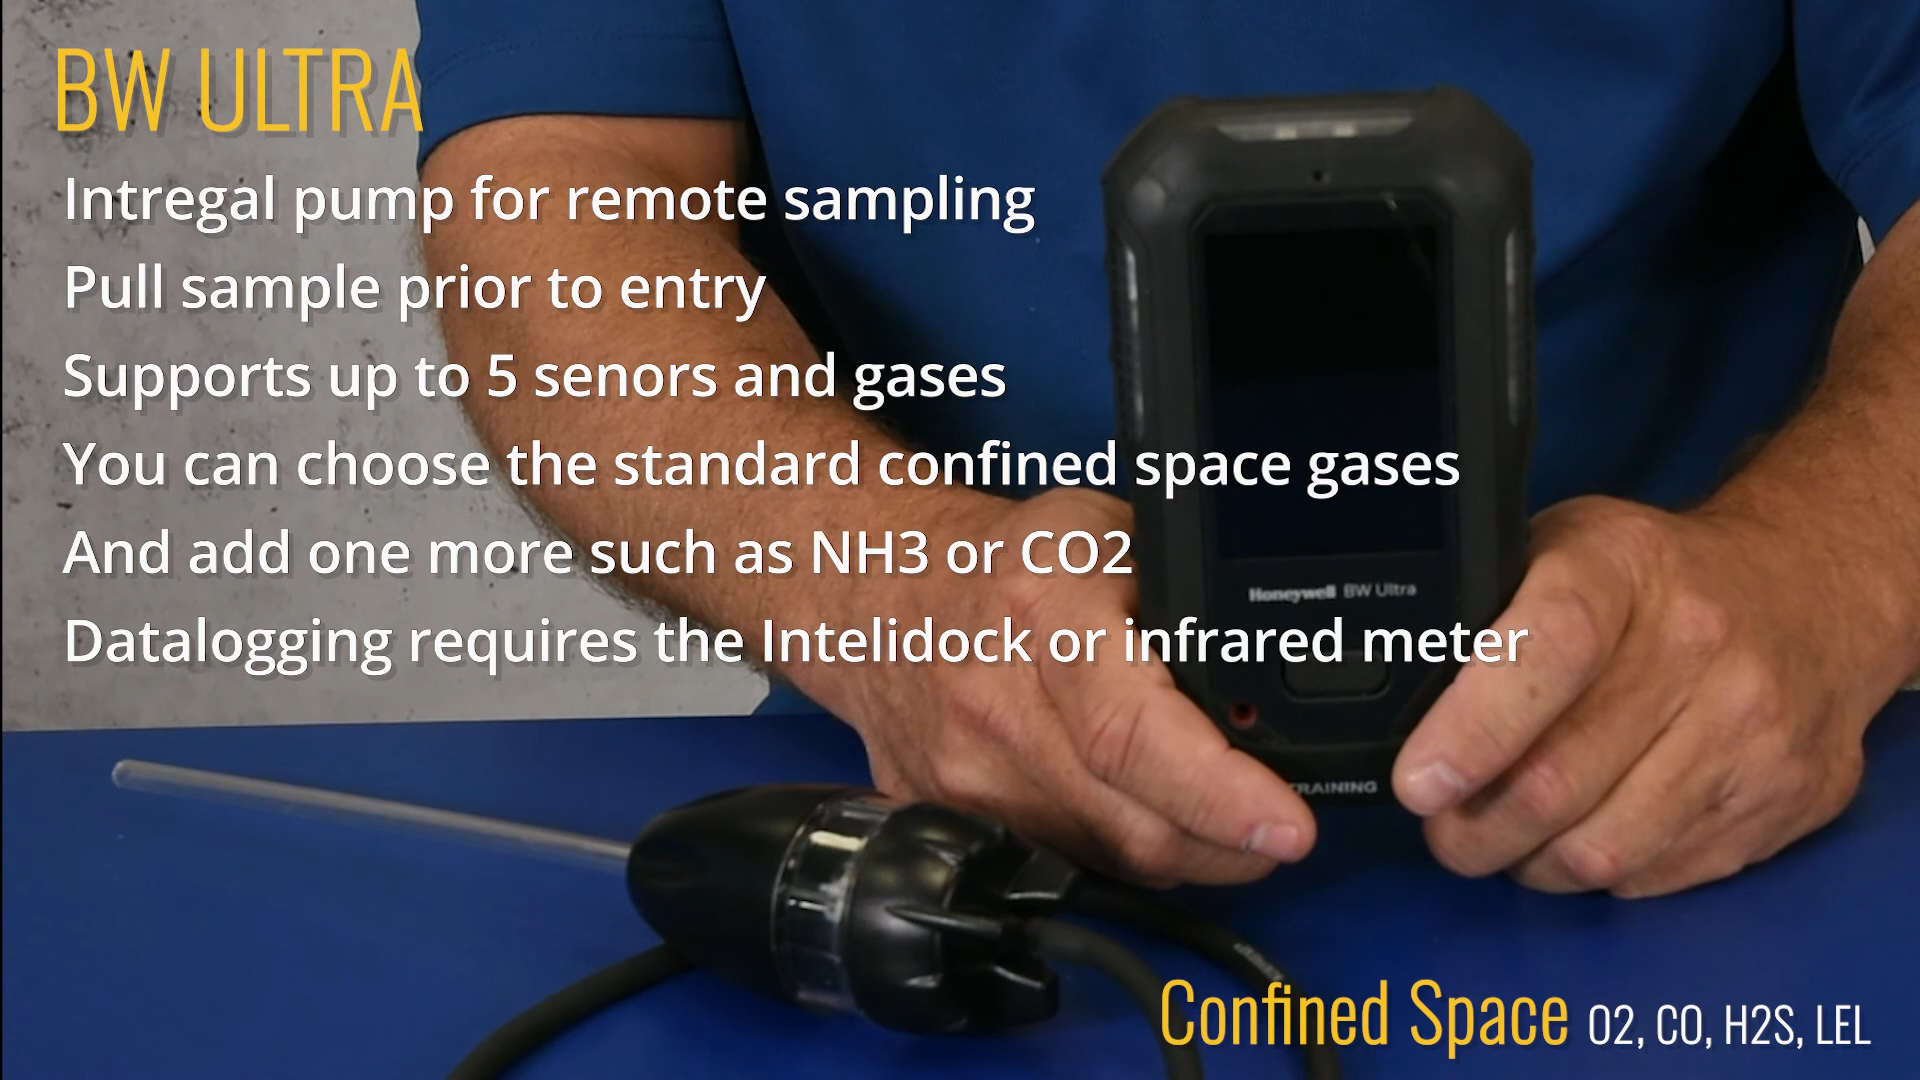 BW ULTRA
Intregal pump for remote sampling
Pull sample prior to entry
Supports up to 5 senors and gases
You can choose the standard confined space gases
And add one more such as NH3 or CO2
Datalogging requires the Intelidock or infrared meter
Honeywell BW Ultra
TRAINING
Confined Space O2, CO, H2S, LEL